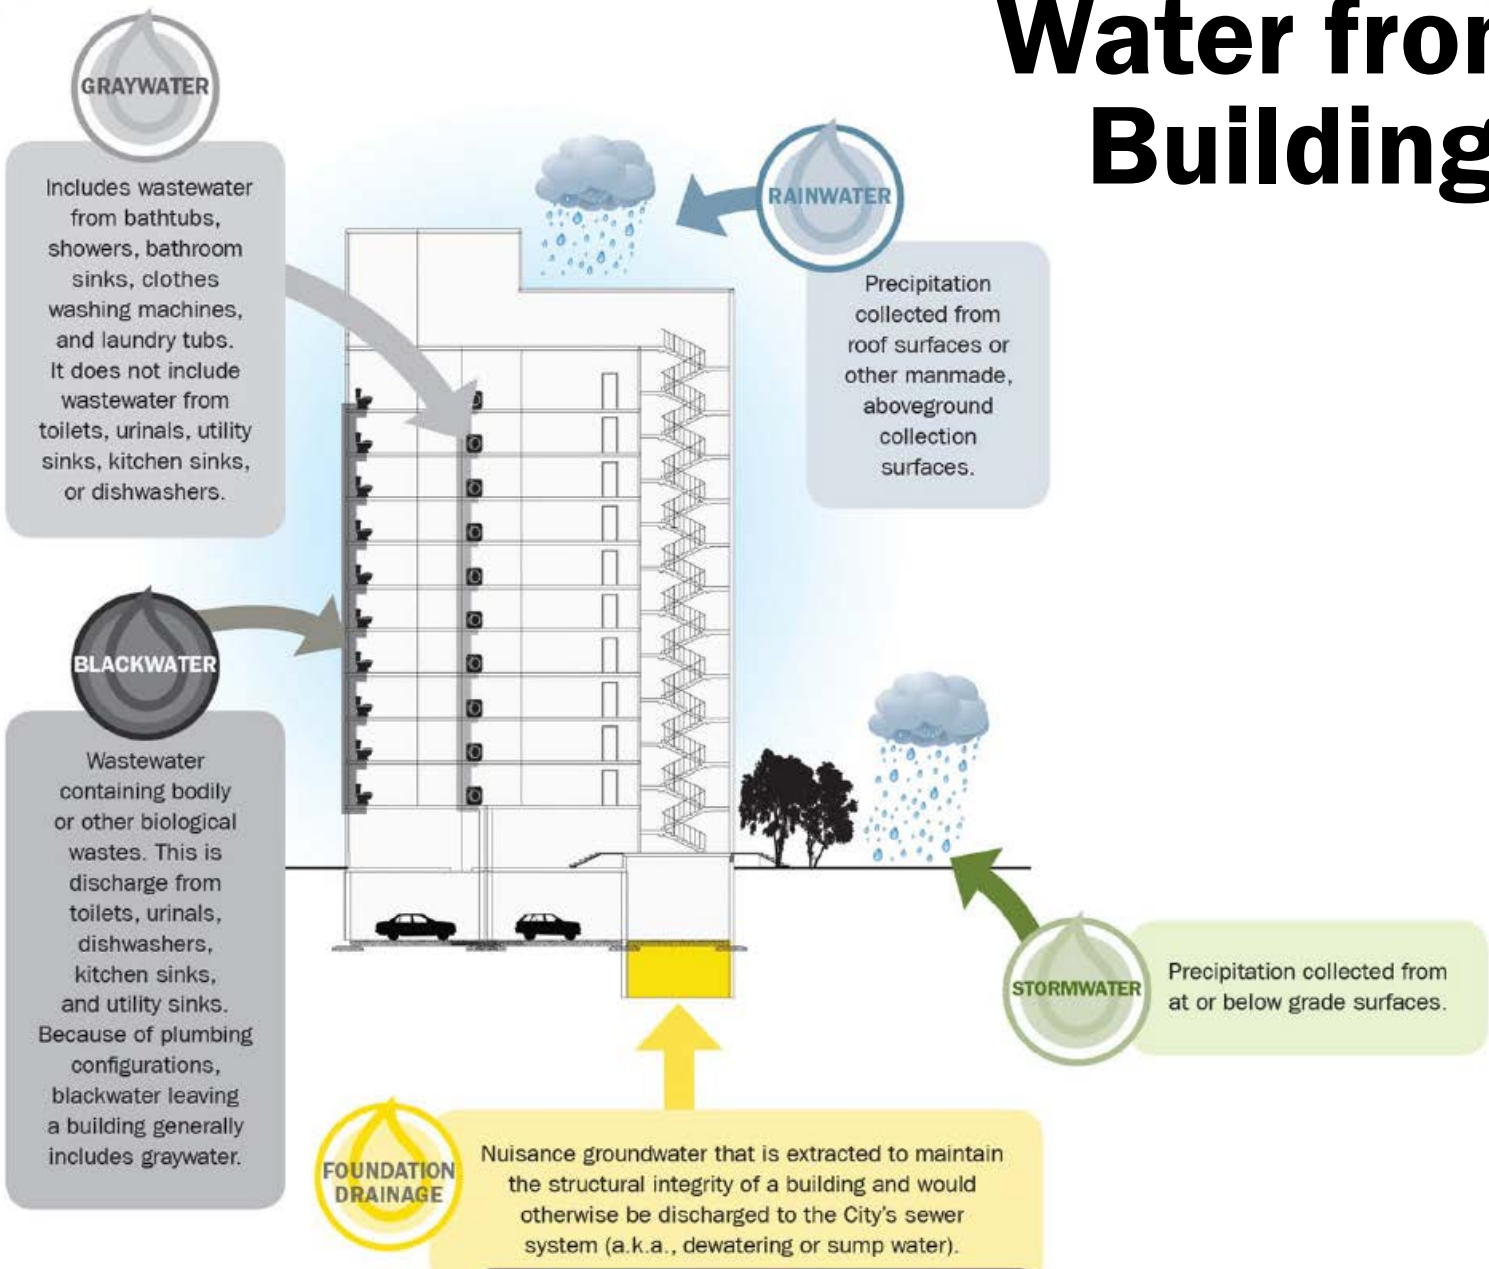 Water from
Building
GRAYWATER
Includes wastewater
from bathtubs,
showers, bathroom
sinks, clothes
washing machines,
and laundry tubs.
It does not include
wastewater from
toilets, urinals, utility
sinks, kitchen sinks,
or dishwashers.
RAINWATER
Precipitation
collected from
roof surfaces or
other manmade,
aboveground
collection
surfaces.
BLACKWATER
Wastewater
containing bodily
or other biological
wastes. This is
discharge from
toilets, urinals,
dishwashers,
kitchen sinks,
and utility sinks.
Because of plumbing
configurations,
blackwater leaving
a building generally
includes graywater.
STORMWATER
Precipitation collected from
at or below grade surfaces.
FOUNDATION
DRAINAGE
Nuisance groundwater that is extracted to maintain
the structural integrity of a building and would
otherwise be discharged to the City's sewer
system (a.k.a., dewatering or sump water).